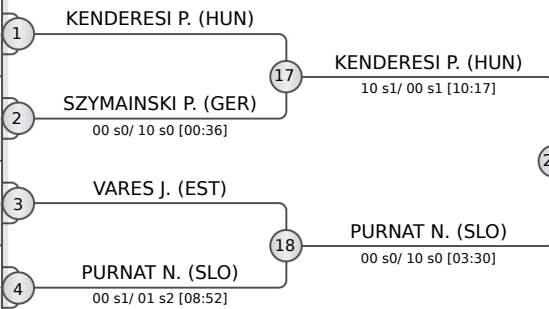 KENDERESI P. (HUN)
1
17
KENDERESI P. (HUN)
10 s1/ 00 s1 [10:17]
SZYMAINSKI P. (GER)
2
00 s0/ 10 s0 [00:36]
VARES J. (EST)
3
18
PURNAT N. (SLO)
00 s0/ 10 s0 [03:30]
PURNAT N. (SLO)
4
00 s1/ 01 s2 [08:52]